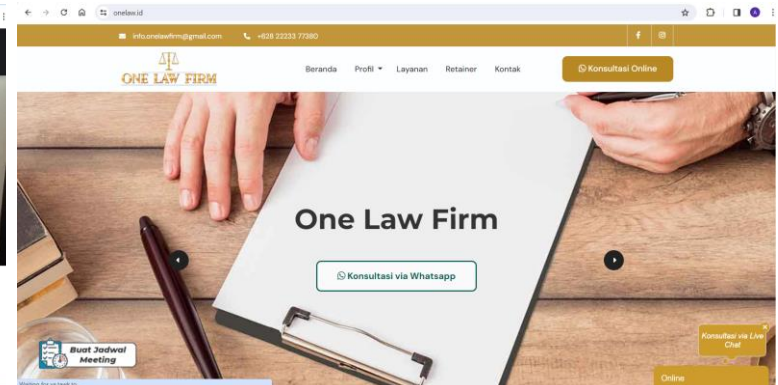 onelaw.id
info.onelawfirm@gmail.com
+628 22233 77380
ONE LAW FIRM
Beranda Profil Layanan Retainer Kontak
Konsultasi Online
One Law Firm
Konsultasi via Whatsapp
Buat Jadwal
Meeting
Konsultasi via Live
Chat
Online